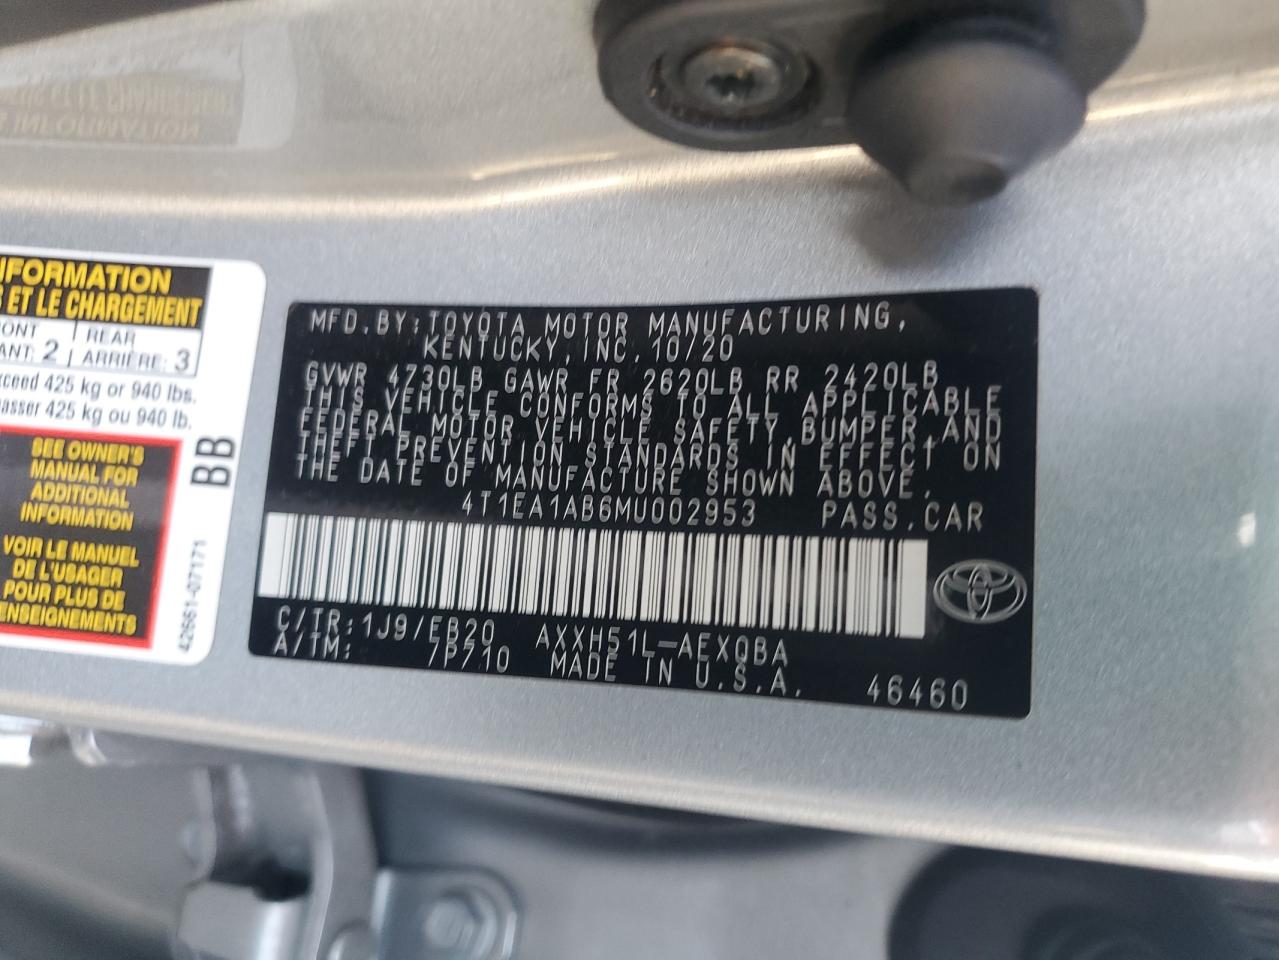 NFORMATION
ET LE CHARGEMENT
REAR
2 ARRIÈRE: 3
425 kg or 940 lbs.
425 kg ou 940 lb.
SEE OWNER'S
MANUAL FOR
ADDITIONAL
INFORMATION
VOIR LE MANUEL
DE L'USAGER
POUR PLUS DE
ENSEIGNEMENTS
BB
42661-07171
MFD.BY:TOYOTA MOTOR MANUFACTURING,
KENTUCKY,INC.10/20
GVWR 4730LB GAWR FR 2620LB RR 2420LB
THIS VEHICLE CONFORMS TO ALL APPLICABLE
FEDERAL MOTOR VEHICLE SAFETY,BUMPER,AND
THEFT PREVENTION STANDARDS IN EFFECT ON
THE DATE OF MANUFACTURE SHOWN ABOVE.
4T1EA1AB6MU002953 PASS.CAR
C/TR:1J9/EB20 AXXH51L-AEXQBA
A/TM: 7P710 MADE IN U.S.A. 46460